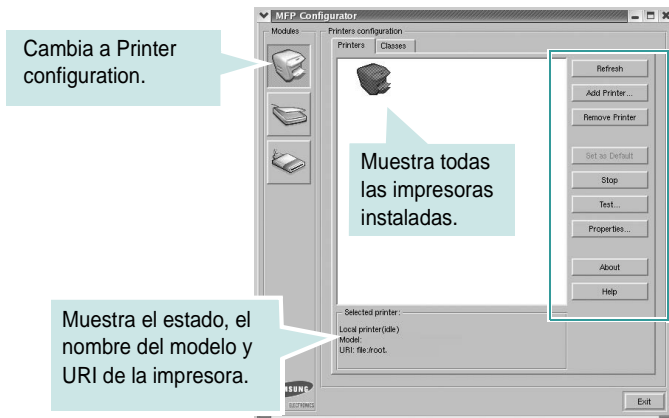 MFP Configurator
Modules
Printers configuration
Printers
Classes
Cambia a Printer
configuration.
Refresh
Add Printer...
Remove Printer
Set as Default
Stop
Test...
Properties...
About
Help
Muestra todas
las impresoras
instaladas.
Selected printer:
Local printer(idle)
Model:
URI: file:/root.
Muestra el estado, el
nombre del modelo y
URI de la impresora.
ELECTRONICS
Exit